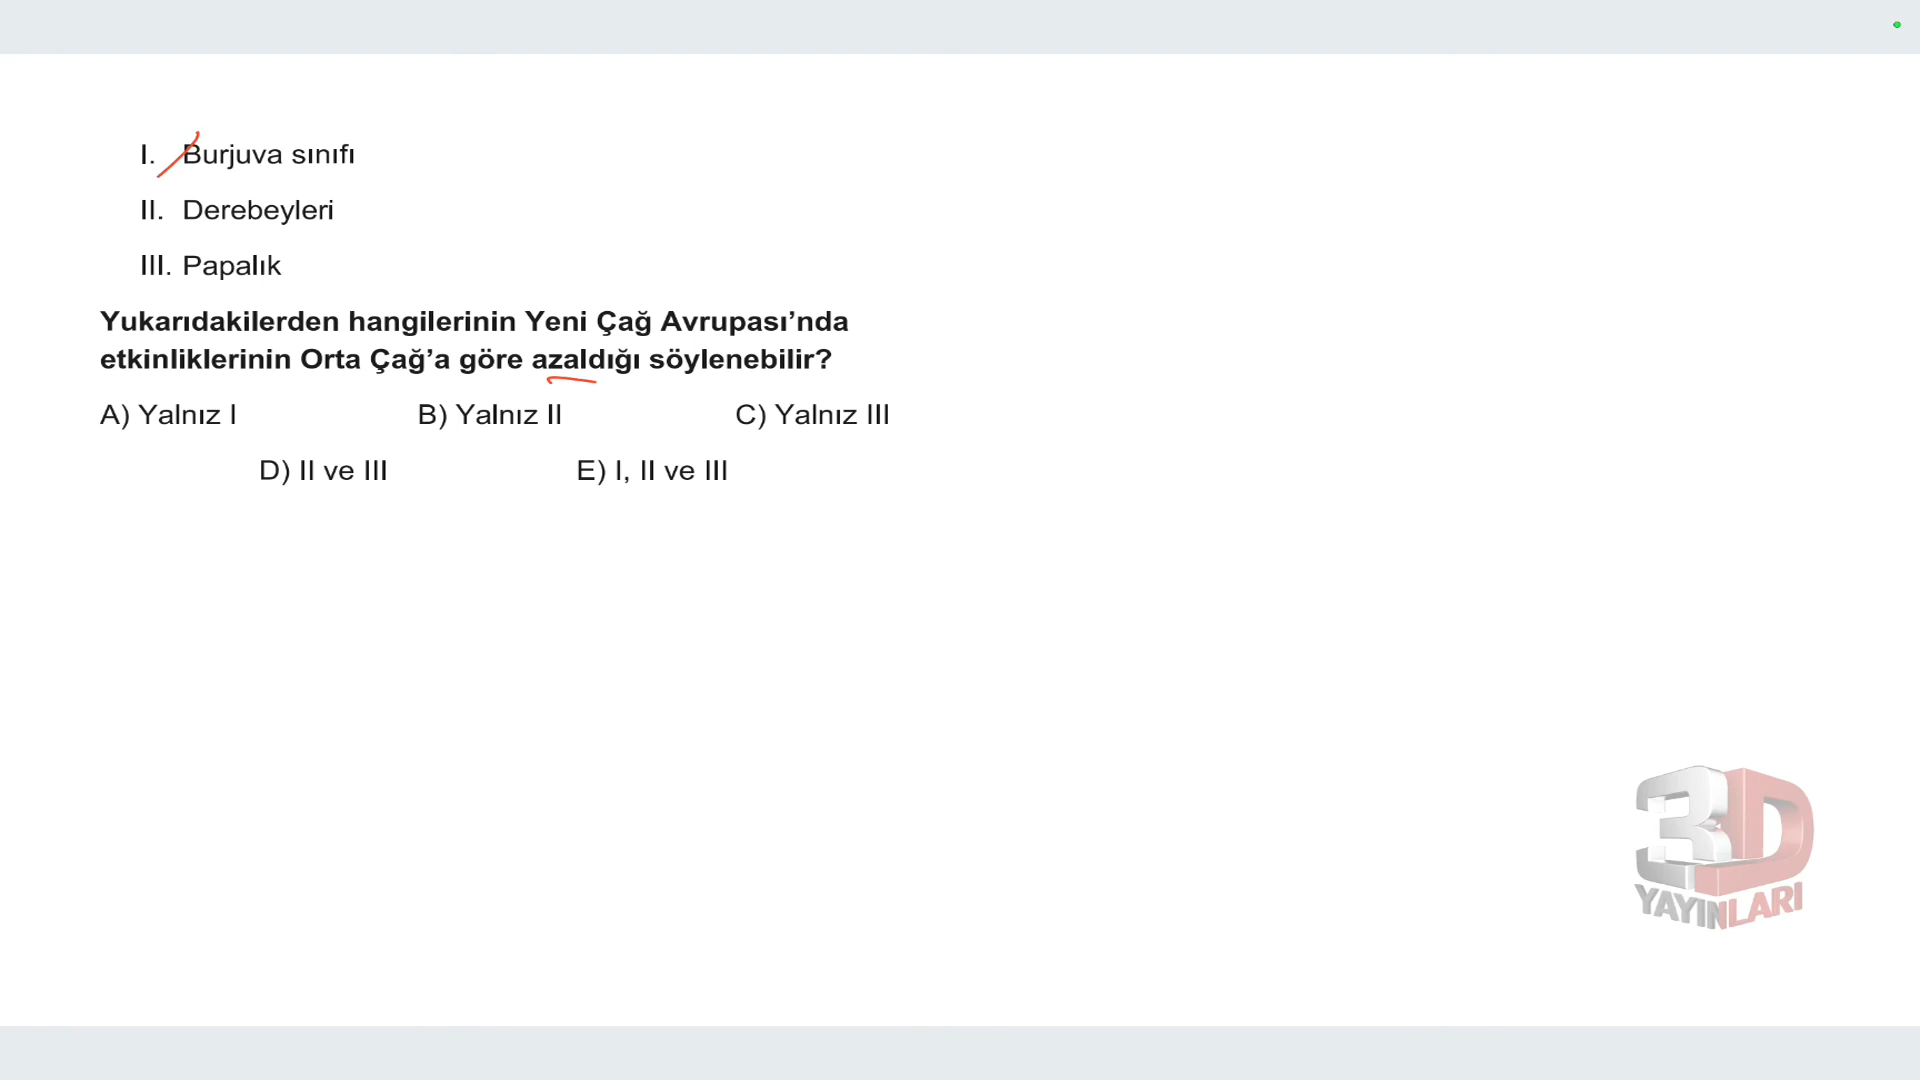 I. Burjuva sınıfı
II. Derebeyleri
III. Papalık
Yukarıdakilerden hangilerinin Yeni Çağ Avrupası’nda
etkinliklerinin Orta Çağ’a göre azaldığı söylenebilir?
A) Yalnız I B) Yalnız II C) Yalnız III
D) II ve III E) I, II ve III
3D
YAYINLARI